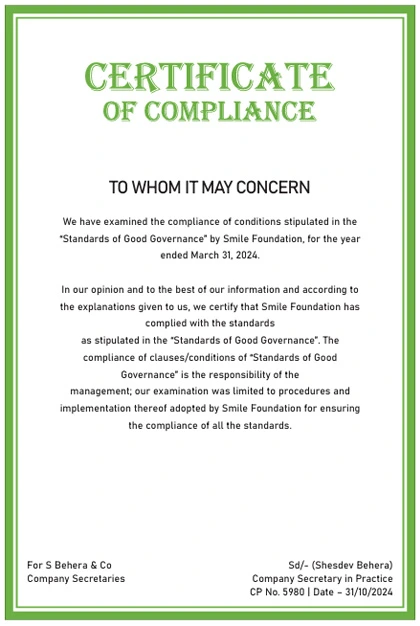 CERTIFICATE
OF COMPLIANCE
TO WHOM IT MAY CONCERN
We have examined the compliance of conditions stipulated in the
“Standards of Good Governance” by Smile Foundation, for the year
ended March 31, 2024.
In our opinion and to the best of our information and according to
the explanations given to us, we certify that Smile Foundation has
complied with the standards
as stipulated in the “Standards of Good Governance”. The
compliance of clauses/conditions of “Standards of Good
Governance” is the responsibility of the
management; our examination was limited to procedures and
implementation thereof adopted by Smile Foundation for ensuring
the compliance of all the standards.
For S Behera & Co
Company Secretaries
Sd/- (Shesdev Behera)
Company Secretary in Practice
CP No. 5980 | Date – 31/10/2024